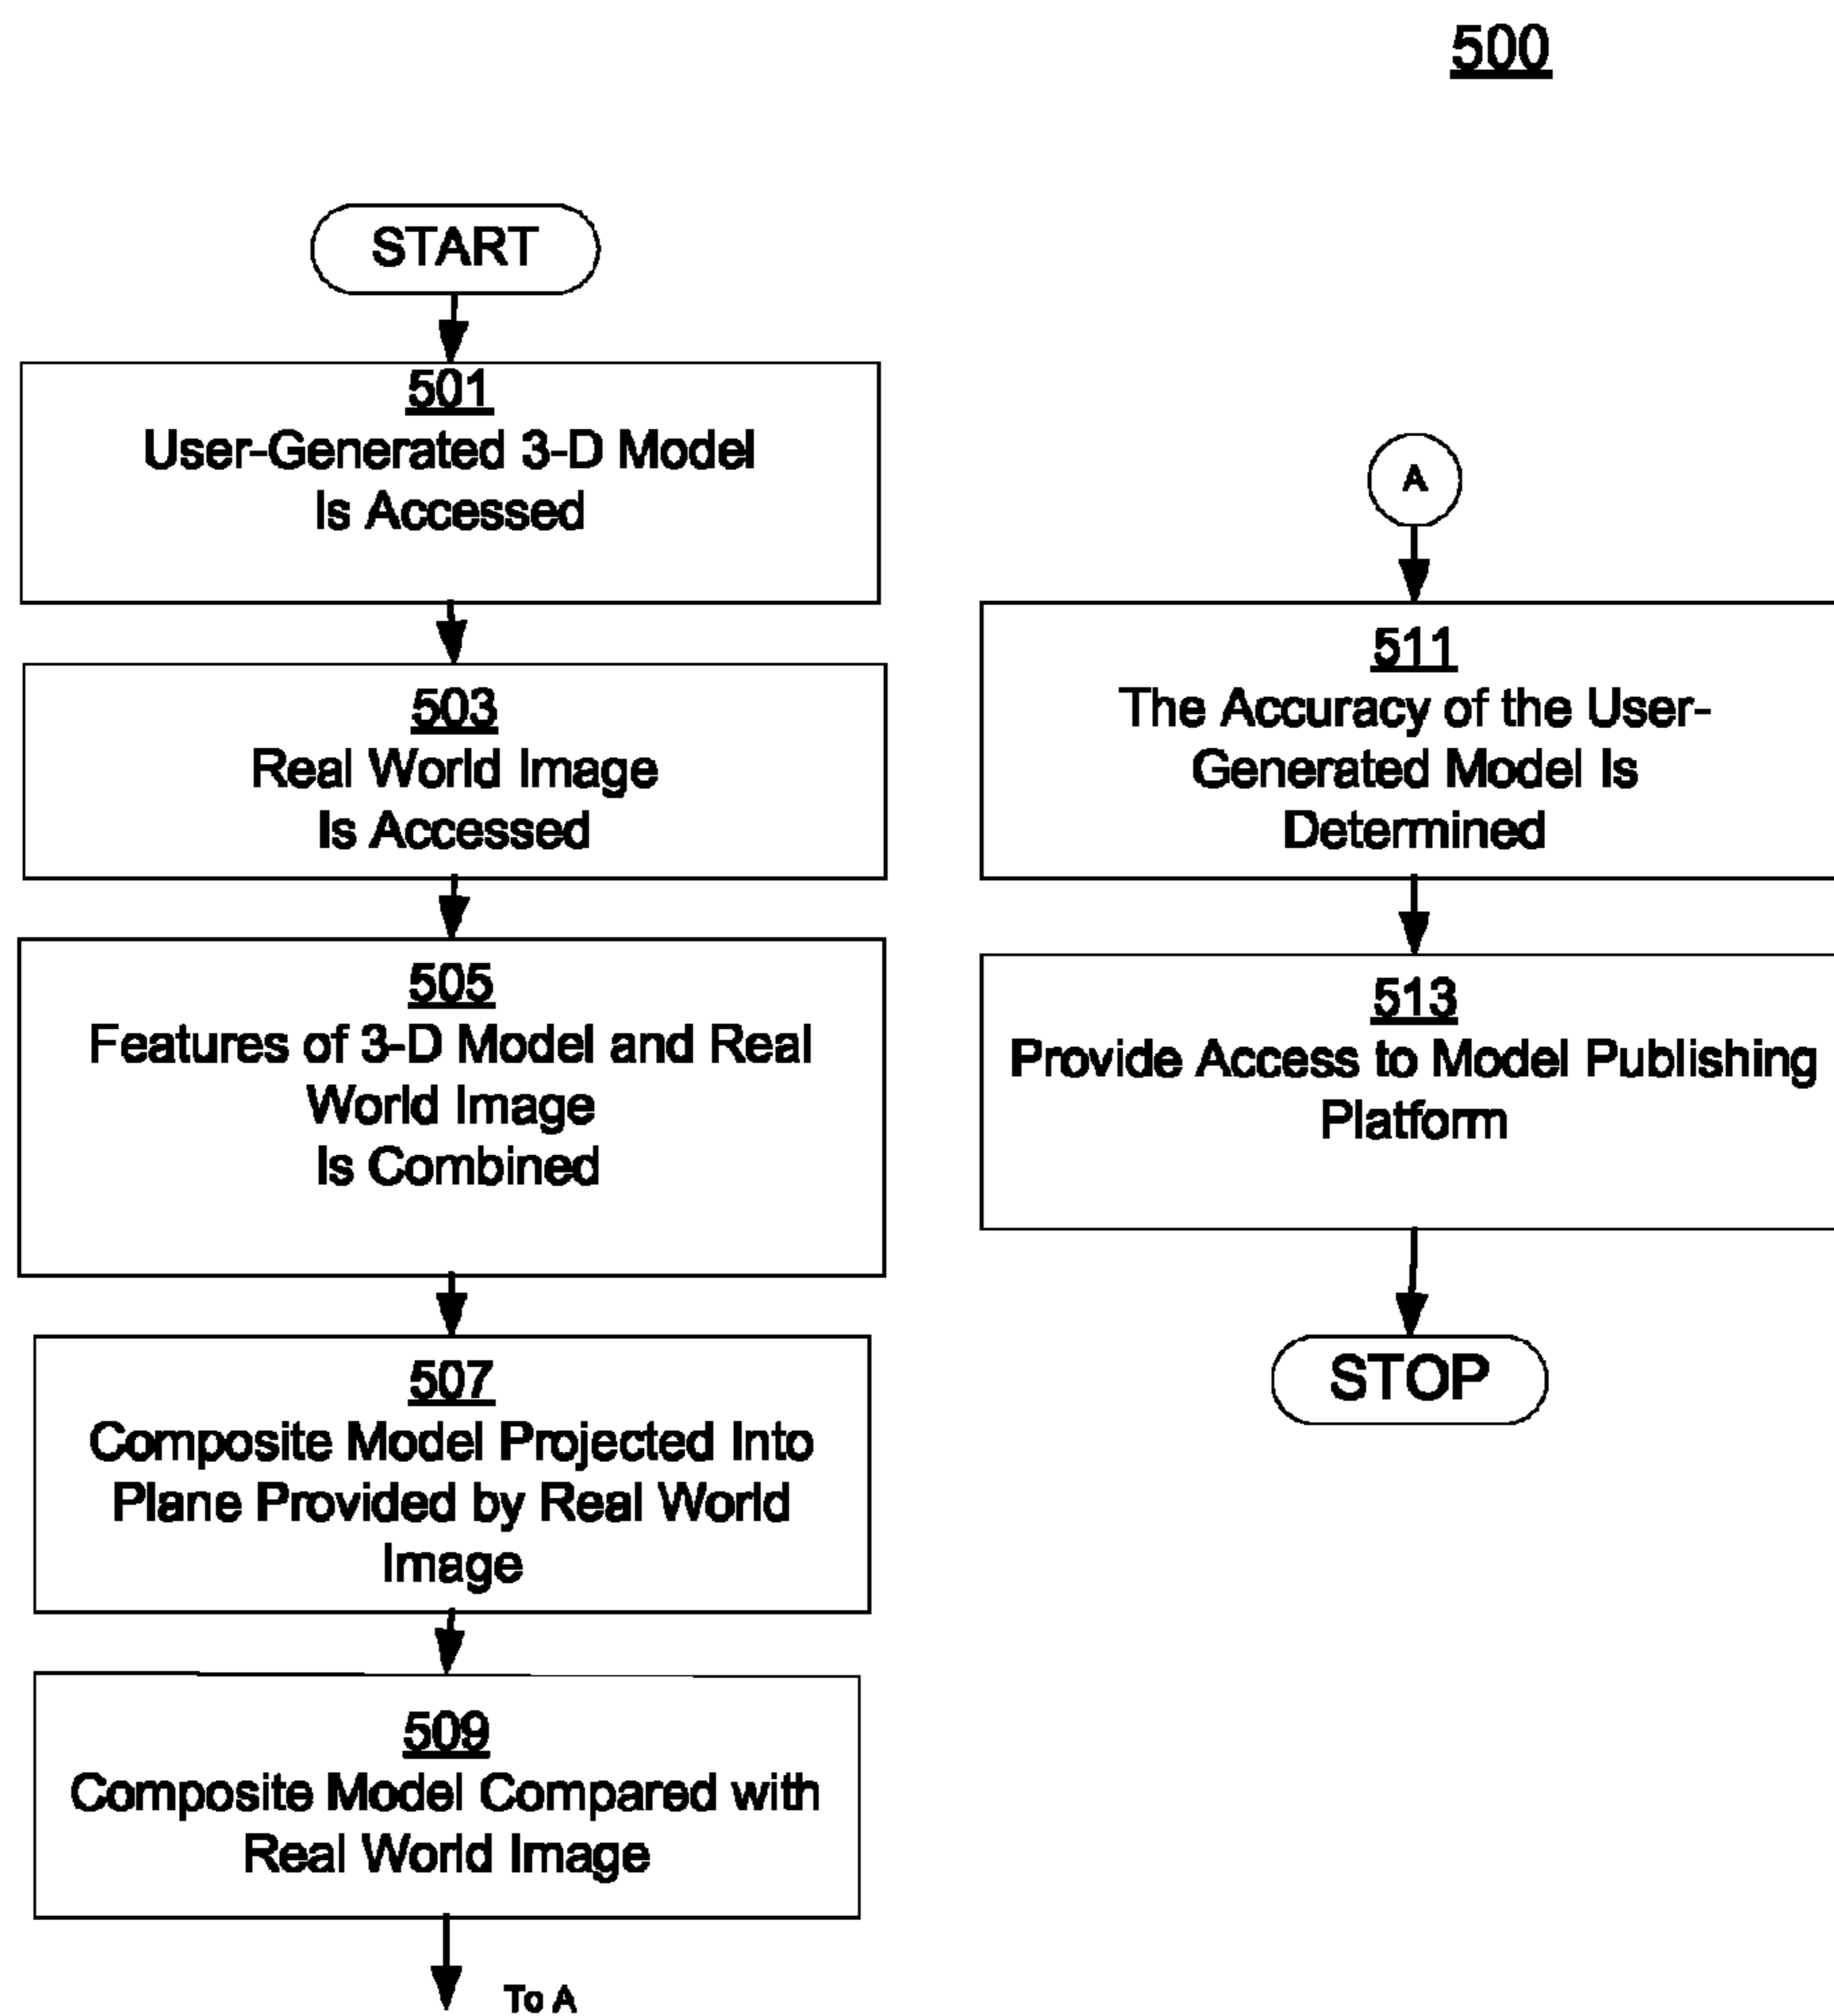 500
START
501
User-Generated 3-D Model
Is Accessed
503
Real World Image
Is Accessed
505
Features of 3-D Model and Real
World Image
Is Combined
507
Composite Model Projected Into
Plane Provided by Real World
Image
509
Composite Model Compared with
Real World Image
To A
A
511
The Accuracy of the User-
Generated Model Is
Determined
513
Provide Access to Model Publishing
Platform
STOP